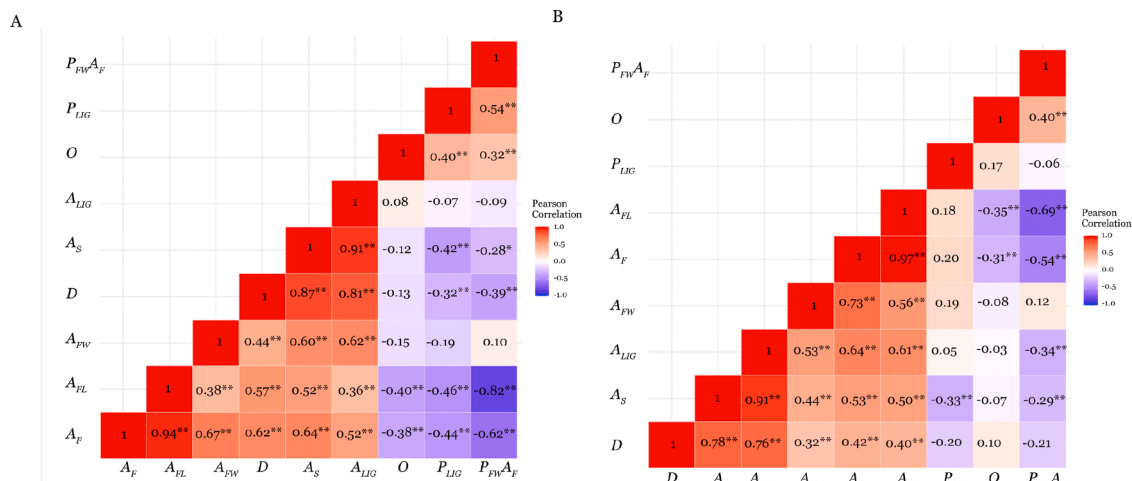 A
P_FW A_F 1
P_LIG 1 0.54**
O 1 0.40** 0.32**
A_LIG 1 0.08 -0.07 -0.09
A_S 1 0.91** -0.12 -0.42** -0.28*
D 1 0.87** 0.81** -0.13 -0.32** -0.39**
A_FW 1 0.44** 0.60** 0.62** -0.15 -0.19 0.10
A_FL 1 0.38** 0.57** 0.52** 0.36** -0.40** -0.46** -0.82**
A_F 1 0.94** 0.67** 0.62** 0.64** 0.52** -0.38** -0.44** -0.62**
A_F A_FL A_FW D A_S A_LIG O P_LIG P_FW A_F
Pearson
Correlation
1.0
0.5
0.0
-0.5
-1.0
B
P_FW A_F 1
O 1 0.40**
P_LIG 1 0.17 -0.06
A_FL 1 0.18 -0.35** -0.69**
A_F 1 0.97** 0.20 -0.31** -0.54**
A_FW 1 0.73** 0.56** 0.19 -0.08 0.12
A_LIG 1 0.53** 0.64** 0.61** 0.05 -0.03 -0.34**
A_S 1 0.91** 0.44** 0.53** 0.50** -0.33** -0.07 -0.29**
D 1 0.78** 0.76** 0.32** 0.42** 0.40** -0.20 0.10 -0.21
D A A A A A P O P A
Pearson
Correlation
1.0
0.5
0.0
-0.5
-1.0